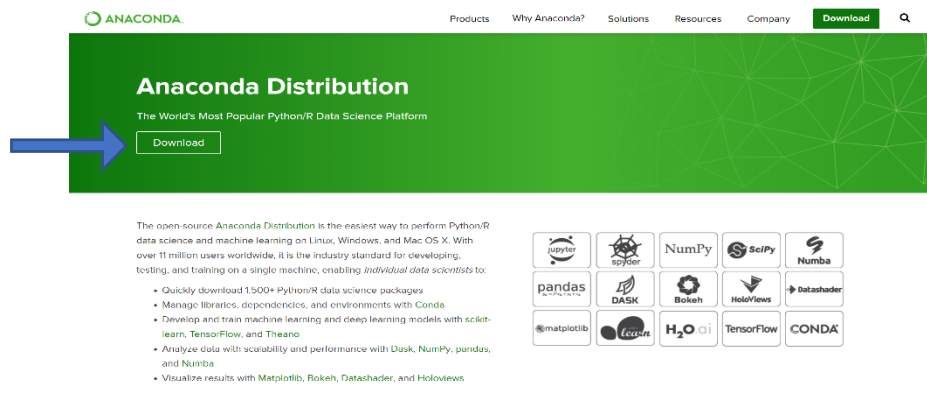 ANACONDA.
Products Why Anaconda? Solutions Resources Company Download
Anaconda Distribution
The World's Most Popular Python/R Data Science Platform
Download
The open-source Anaconda Distribution is the easiest way to perform Python/R
data science and machine learning on Linux, Windows, and Mac OS X. With
over 11 million users worldwide, it is the industry standard for developing,
testing, and training on a single machine, enabling individual data scientists to:
• Quickly download 1,500+ Python/R data science packages
• Manage libraries, dependencies, and environments with Conda
• Develop and train machine learning and deep learning models with scikit-
learn, TensorFlow, and Theano
• Analyze data with scalability and performance with Dask, NumPy, pandas,
and Numba
• Visualize results with Matplotlib, Bokeh, Datashader, and Holoviews
jupyter spyder NumPy SciPy Numba
pandas DASK Bokeh HoloViews Datashader
matplotlib learn H2O.ai TensorFlow CONDA